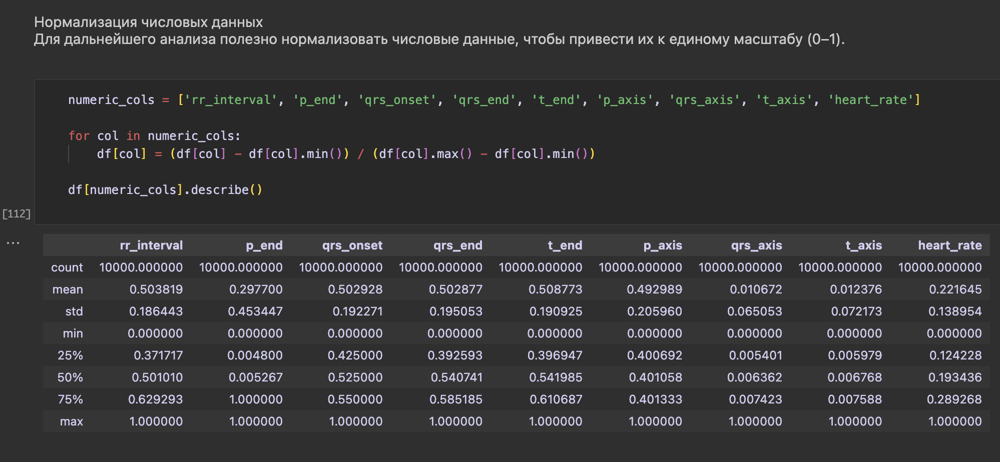 Нормализация числовых данных
Для дальнейшего анализа полезно нормализовать числовые данные, чтобы привести их к единому масштабу (0–1).
numeric_cols = ['rr_interval', 'p_end', 'qrs_onset', 'qrs_end', 't_end', 'p_axis', 'qrs_axis', 't_axis', 'heart_rate']
for col in numeric_cols:
    df[col] = (df[col] - df[col].min()) / (df[col].max() - df[col].min())
df[numeric_cols].describe()
[112]
...
rr_interval p_end qrs_onset qrs_end t_end p_axis qrs_axis t_axis heart_rate
count 10000.000000 10000.000000 10000.000000 10000.000000 10000.000000 10000.000000 10000.000000 10000.000000 10000.000000
mean 0.503819 0.297700 0.502928 0.502877 0.508773 0.492989 0.010672 0.012376 0.221645
std 0.186443 0.453447 0.192271 0.195053 0.190925 0.205960 0.065053 0.072173 0.138954
min 0.000000 0.000000 0.000000 0.000000 0.000000 0.000000 0.000000 0.000000 0.000000
25% 0.371717 0.004800 0.425000 0.392593 0.396947 0.400692 0.005401 0.005979 0.124228
50% 0.501010 0.005267 0.525000 0.540741 0.541985 0.401058 0.006362 0.006768 0.193436
75% 0.629293 1.000000 0.550000 0.585185 0.610687 0.401333 0.007423 0.007588 0.289268
max 1.000000 1.000000 1.000000 1.000000 1.000000 1.000000 1.000000 1.000000 1.000000